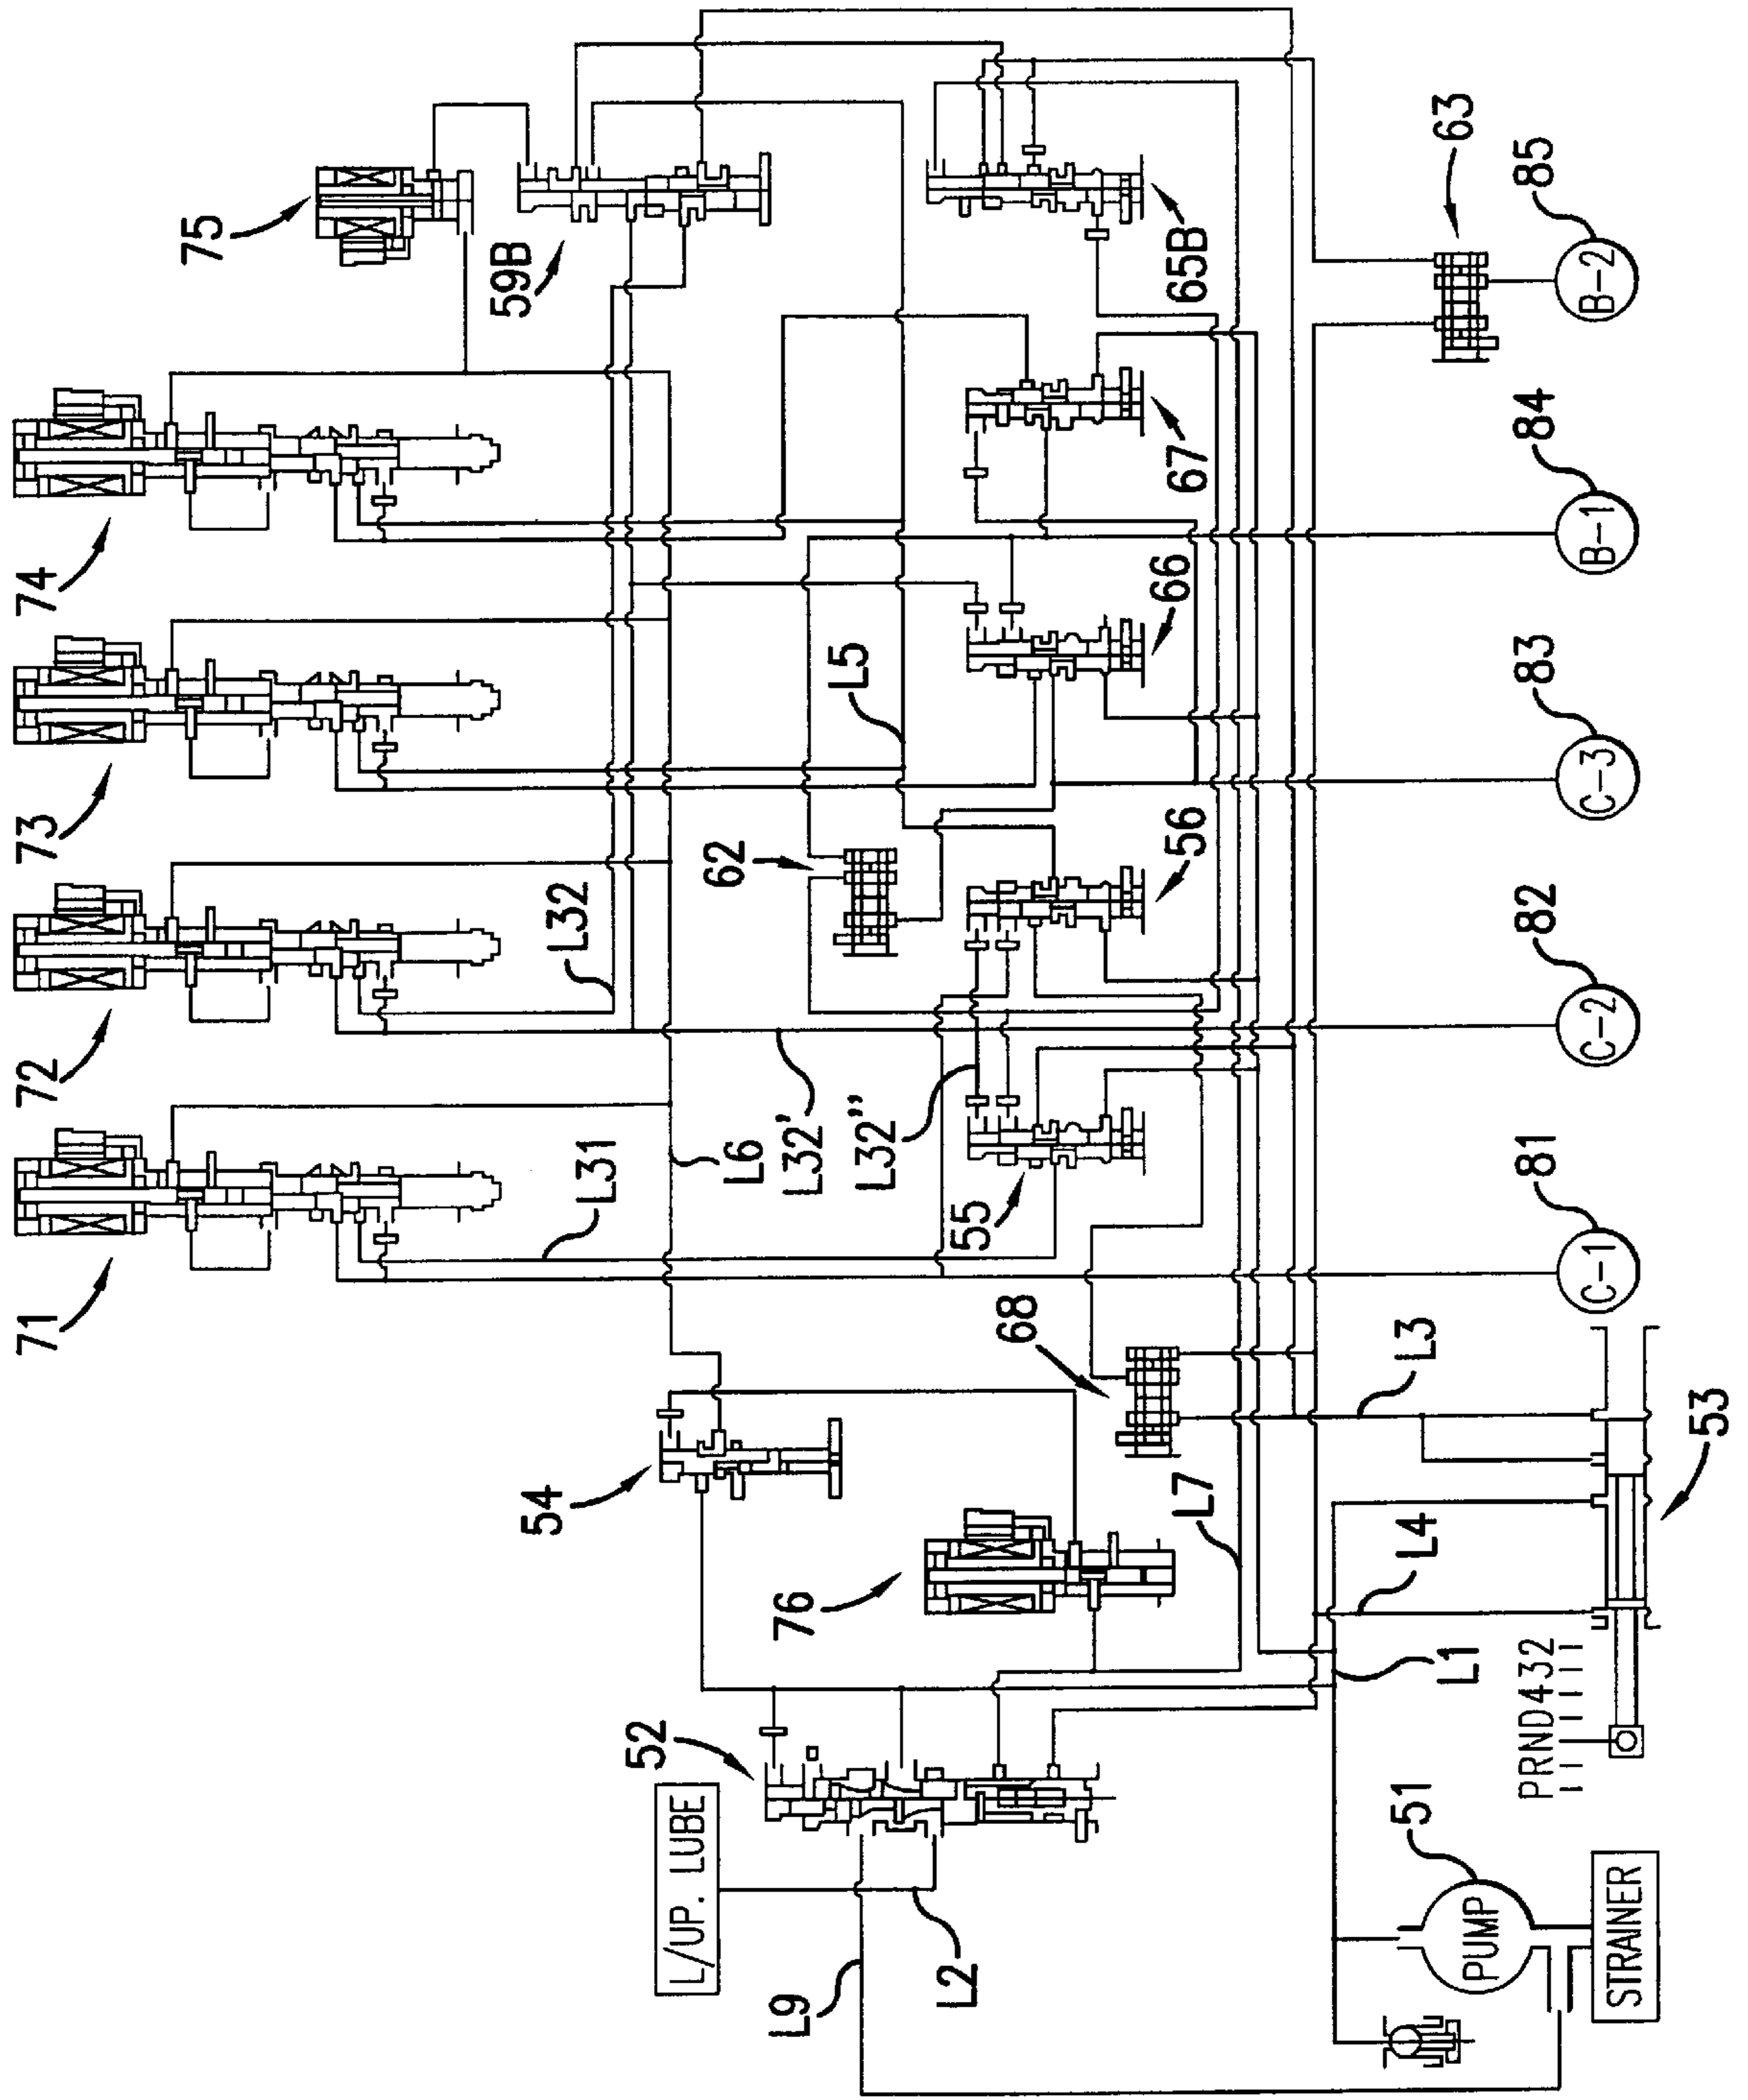 71
72
73
74
75
L31
L32
59B
54
L6
L32'
L32"
62
L5
55
56
66
67
65B
52
76
68
L/UP. LUBE
L9
L2
L7
L4
L3
L1
51
PUMP
STRAINER
PRND432
53
81
C-1
82
C-2
83
C-3
84
B-1
63
85
B-2